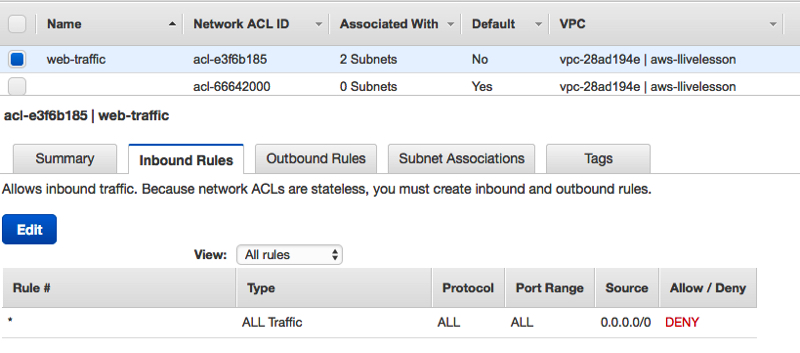 Name Network ACL ID Associated With Default VPC
web-traffic acl-e3f6b185 2 Subnets No vpc-28ad194e | aws-llivelesson
acl-66642000 0 Subnets Yes vpc-28ad194e | aws-llivelesson
acl-e3f6b185 | web-traffic
Summary Inbound Rules Outbound Rules Subnet Associations Tags
Allows inbound traffic. Because network ACLs are stateless, you must create inbound and outbound rules.
Edit
View: All rules
Rule # Type Protocol Port Range Source Allow / Deny
* ALL Traffic ALL ALL 0.0.0.0/0 DENY